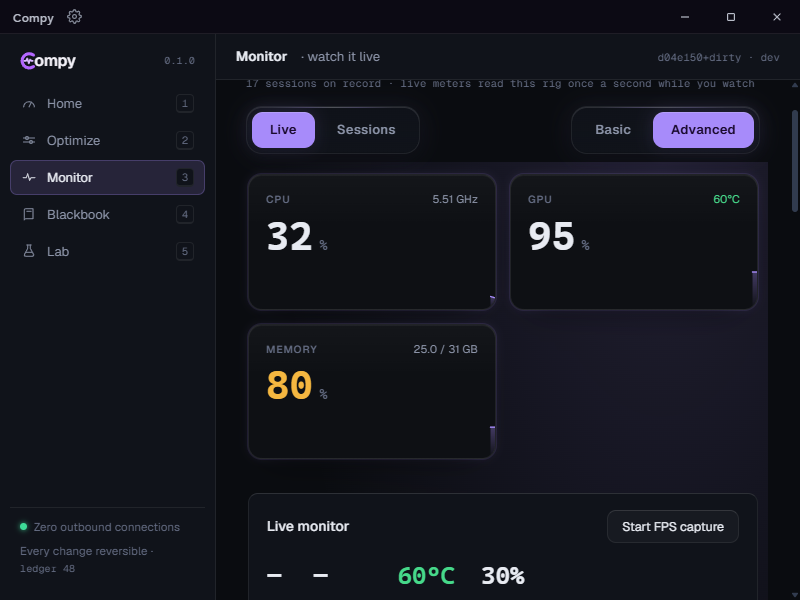 Compy
Compy 0.1.0
Home 1
Optimize 2
Monitor 3
Blackbook 4
Lab 5
Zero outbound connections
Every change reversible ·
ledger 48
Monitor · watch it live d04e150+dirty · dev
17 sessions on record · live meters read this rig once a second while you watch
Live Sessions Basic Advanced
CPU 5.51 GHz
32 %
GPU 60°C
95 %
MEMORY 25.0 / 31 GB
80 %
Live monitor Start FPS capture
— — 60°C 30%